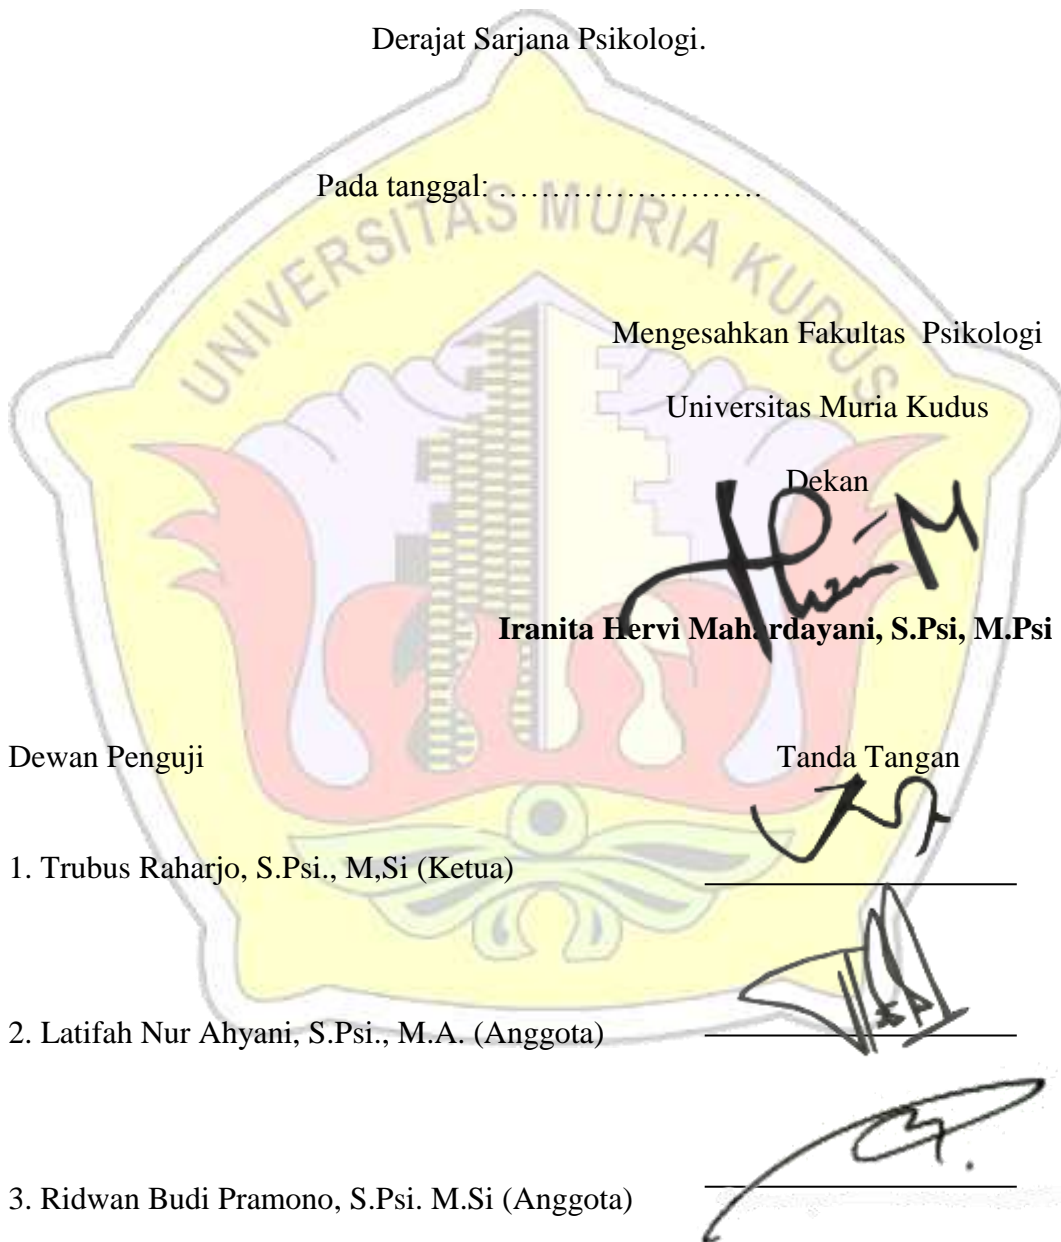 Derajat Sarjana Psikologi.
Pada tanggal: …………………….
UNIVERSITAS MURIA KUDUS
Mengesahkan Fakultas  Psikologi
Universitas Muria Kudus
Dekan
Iranita Hervi Mahardayani, S.Psi, M.Psi
Dewan Penguji
Tanda Tangan
1. Trubus Raharjo, S.Psi., M,Si (Ketua)
2. Latifah Nur Ahyani, S.Psi., M.A. (Anggota)
3. Ridwan Budi Pramono, S.Psi. M.Si (Anggota)